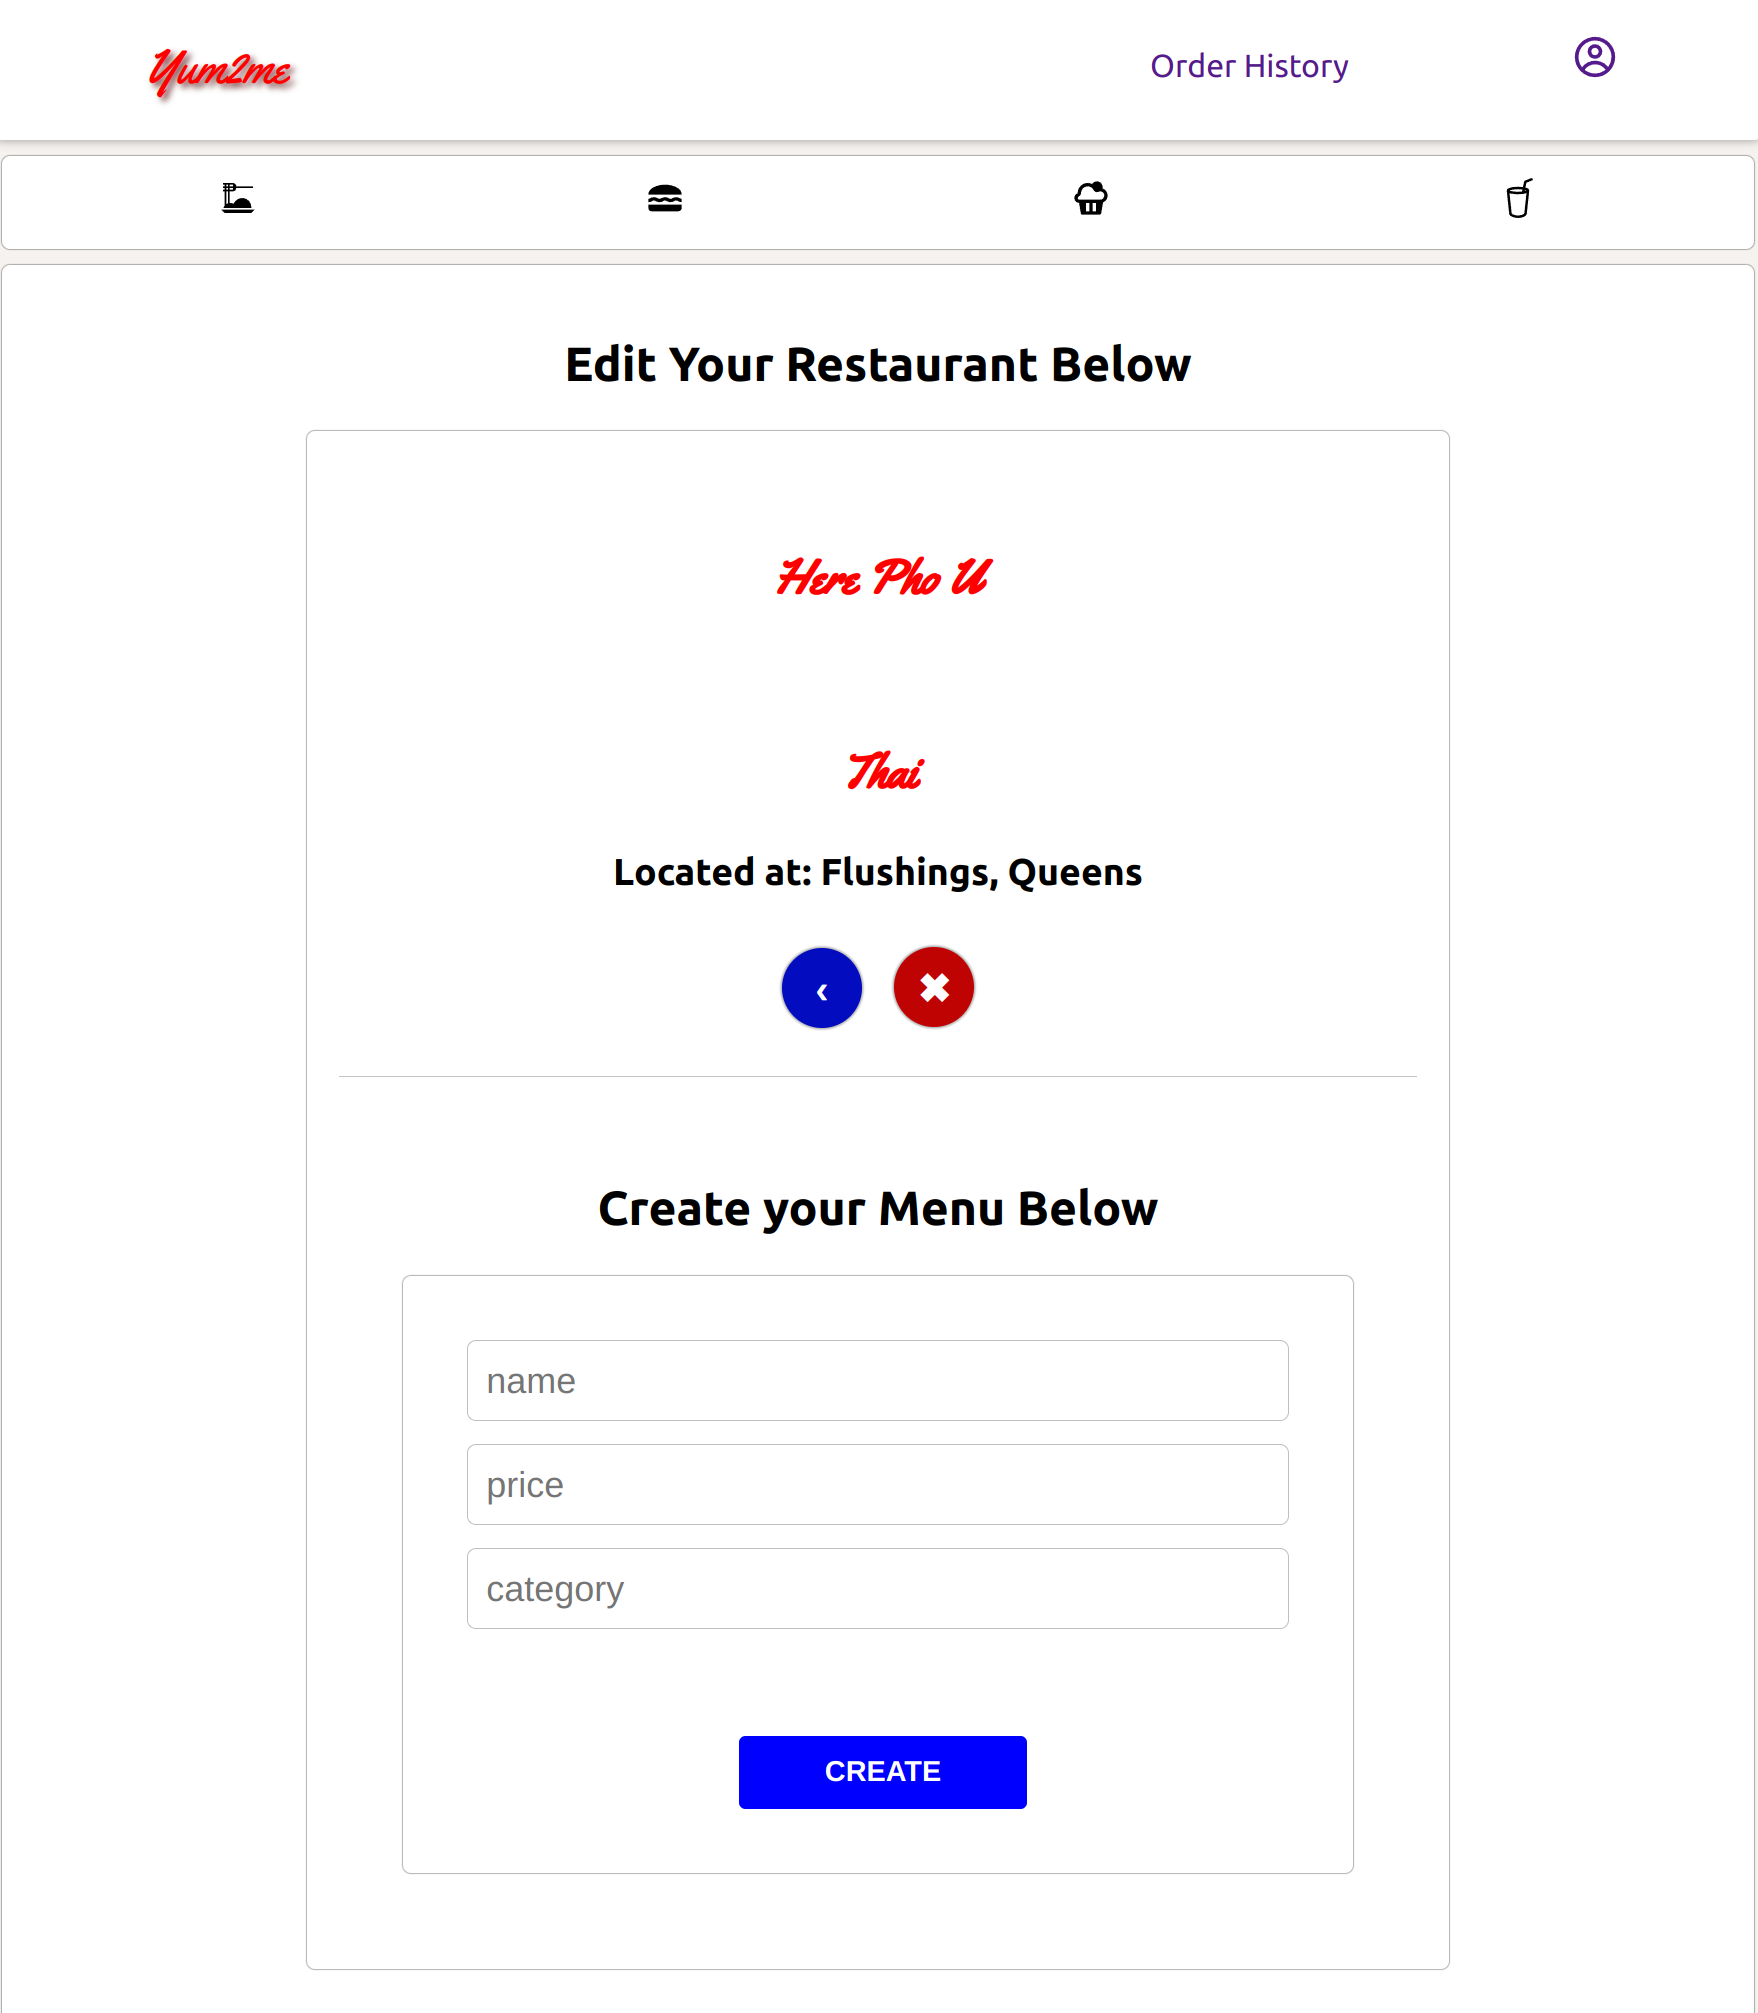 Yum2me
Order History
Edit Your Restaurant Below
Here Pho U
Thai
Located at: Flushings, Queens
‹ ✖
Create your Menu Below
name
price
category
CREATE